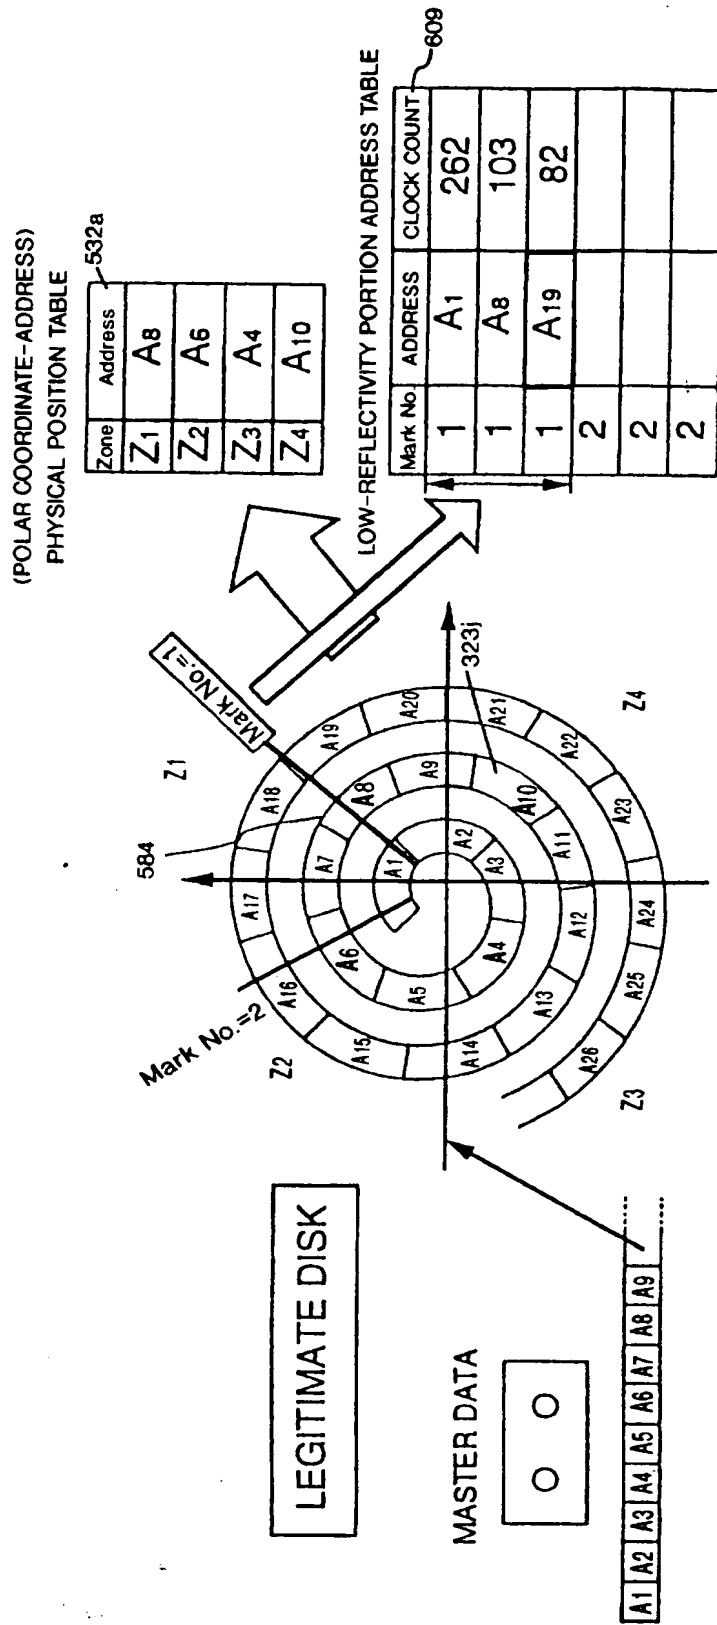 LEGITIMATE DISK
MASTER DATA
A1 A2 A3 A4 A5 A6 A7 A8 A9
Mark No.=2
Mark No.=1
584
323j
Z1
Z2
Z3
Z4
A1
A2
A3
A4
A5
A6
A7
A8
A9
A10
A11
A12
A13
A14
A15
A16
A17
A18
A19
A20
A21
A22
A23
A24
A25
A26
(POLAR COORDINATE-ADDRESS)
PHYSICAL POSITION TABLE
532a
Zone Address
Z1 A8
Z2 A6
Z3 A4
Z4 A10
LOW-REFLECTIVITY PORTION ADDRESS TABLE
609
Mark No. ADDRESS CLOCK COUNT
1 A1 262
1 A8 103
1 A19 82
2
2
2